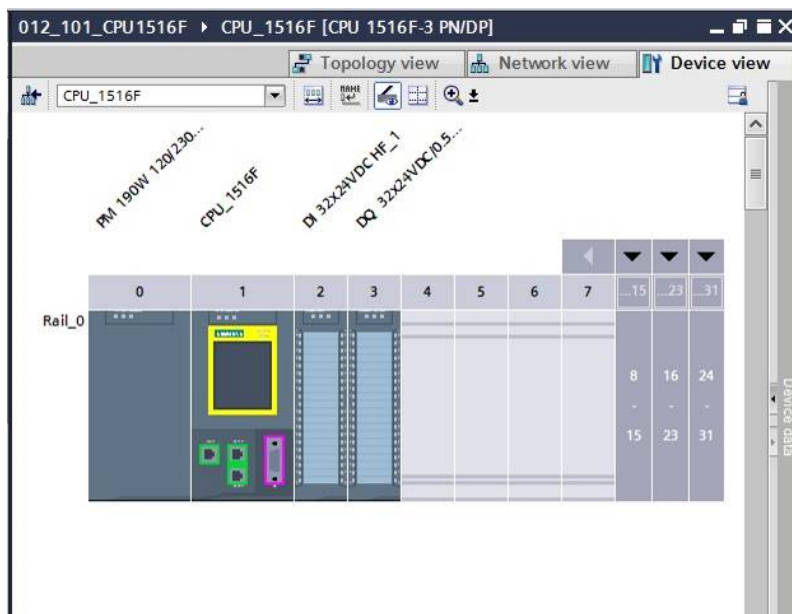 012_101_CPU1516F ▸ CPU_1516F [CPU 1516F-3 PN/DP]
Topology view Network view Device view
CPU_1516F
PM 190W 120/230...
CPU_1516F
DI 32x24VDC HF_1
DQ 32x24VDC/0.5...
0 1 2 3 4 5 6 7 ...15 ...23 ...31
Rail_0
8 16 24
- - -
15 23 31
Device data
SIEMENS